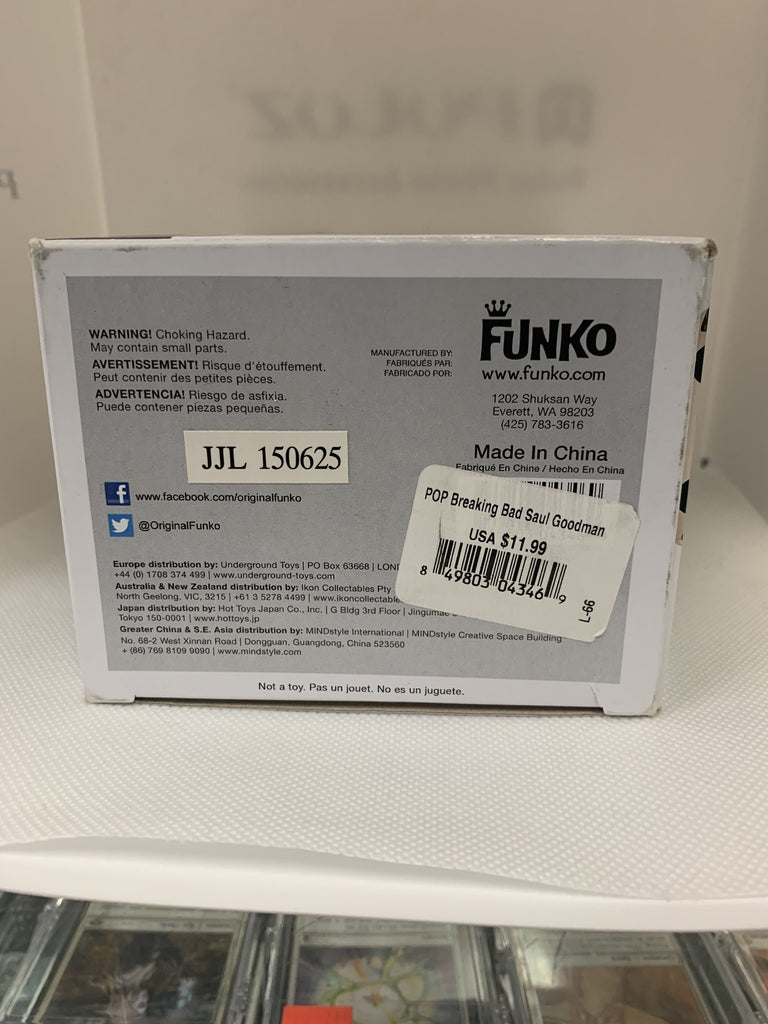 WARNING! Choking Hazard.
May contain small parts.
AVERTISSEMENT! Risque d'étouffement.
Peut contenir des petites pièces.
ADVERTENCIA! Riesgo de asfixia.
Puede contener piezas pequeñas.
MANUFACTURED BY:
FABRIQUÉS PAR:
FABRICADO POR:
FUNKO
www.funko.com
1202 Shuksan Way
Everett, WA 98203
(425) 783-3616
Made In China
Fabriqué En Chine / Hecho En China
JJL 150625
www.facebook.com/originalfunko
@OriginalFunko
POP Breaking Bad Saul Goodman
USA $11.99
8 49803 04346 9
L-66
Europe distribution by: Underground Toys | PO Box 63668 |
+44 (0) 1708 374 499 | www.underground-toys.com
Australia & New Zealand distribution by: Ikon Collectables Pty
North Geelong, VIC, 3215 | +61 3 5278 4499 |
Japan distribution by: Hot Toys Japan Co., Inc. | G Bldg 3rd Floor |
Tokyo 150-0001 | www.hottoys.jp
Greater China & S.E. Asia distribution by: MINDstyle International | MINDstyle Creative Space Building
No. 68-2 West Xinnan Road | Dongguan, Guangdong, China 523560
+ (86) 769 8109 9090 | www.mindstyle.com
Not a toy. Pas un jouet. No es un juguete.